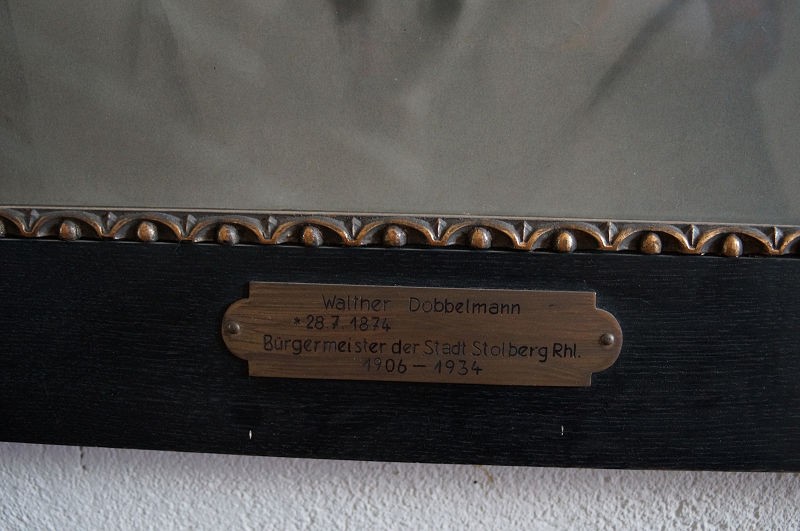 Walther Dobbelmann
* 28.7.1874
Bürgermeister der Stadt Stolberg Rhl.
1906 – 1934